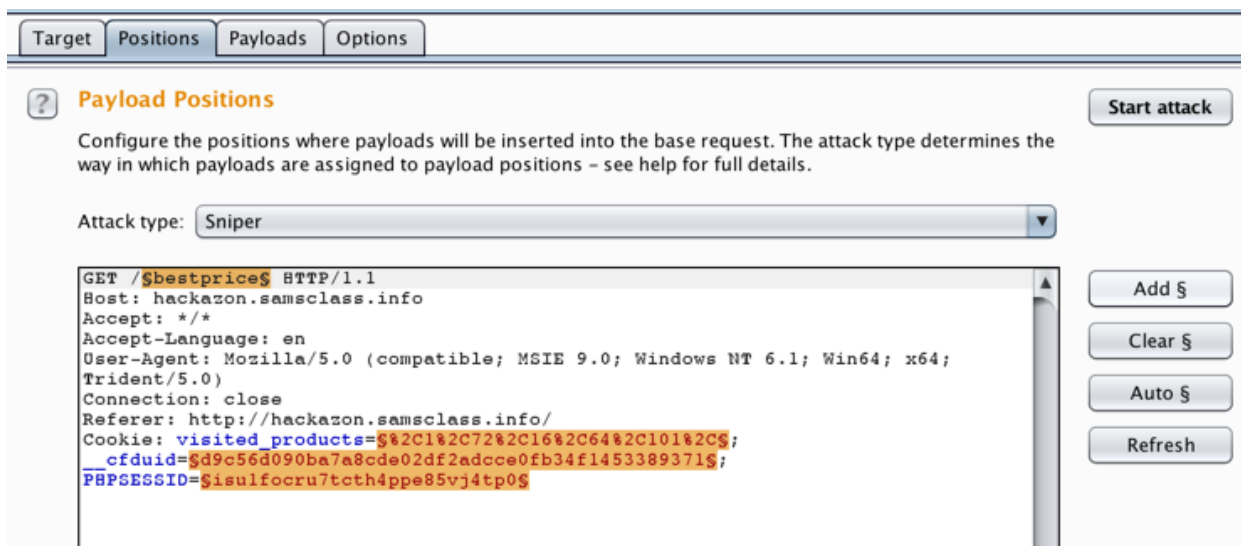 Target Positions Payloads Options
? Payload Positions
Start attack
Configure the positions where payloads will be inserted into the base request. The attack type determines the
way in which payloads are assigned to payload positions – see help for full details.
Attack type: Sniper
GET /§bestprice§ HTTP/1.1
Host: hackazon.samsclass.info
Accept: */*
Accept-Language: en
User-Agent: Mozilla/5.0 (compatible; MSIE 9.0; Windows NT 6.1; Win64; x64;
Trident/5.0)
Connection: close
Referer: http://hackazon.samsclass.info/
Cookie: visited_products=§%2C1%2C72%2C16%2C64%2C101%2C§;
__cfduid=§d9c56d090ba7a8cde02df2adcce0fb34f1453389371§;
PHPSESSID=§isulfocru7tcth4ppe85vj4tp0§
Add §
Clear §
Auto §
Refresh